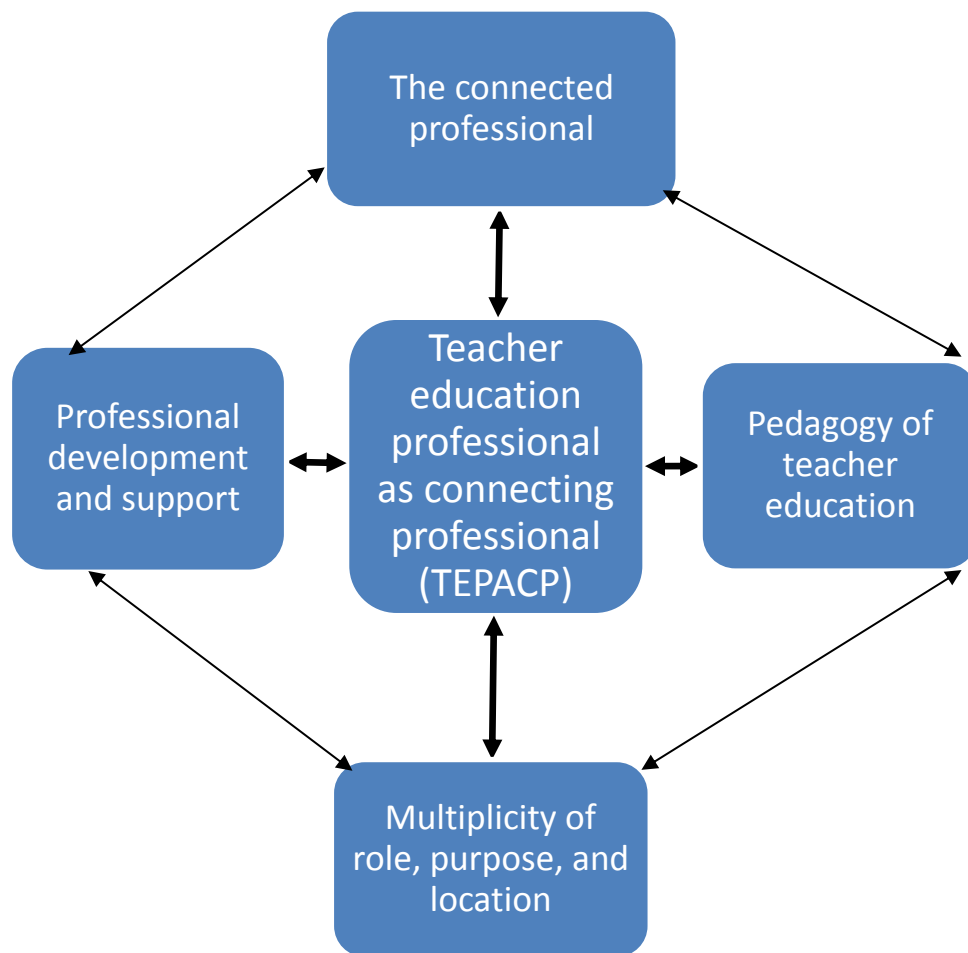 The connected
professional
Teacher
education
professional
as connecting
professional
(TEPACP)
Professional
development
and support
Pedagogy of
teacher
education
Multiplicity of
role, purpose, and
location